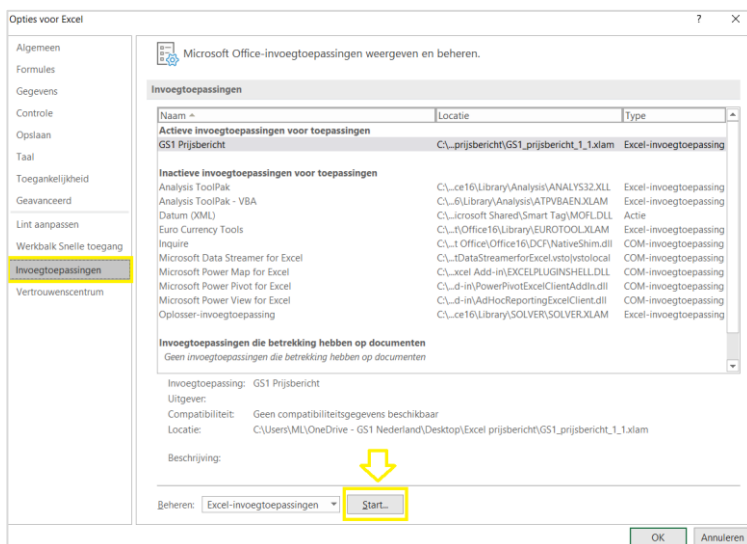 Opties voor Excel ? ×
Algemeen
Formules
Gegevens
Controle
Opslaan
Taal
Toegankelijkheid
Geavanceerd
Lint aanpassen
Werkbalk Snelle toegang
Invoegtoepassingen
Vertrouwenscentrum
Microsoft Office-invoegtoepassingen weergeven en beheren.
Invoegtoepassingen
Naam Locatie Type
Actieve invoegtoepassingen voor toepassingen
GS1 Prijsbericht C:\...prijsbericht\GS1_prijsbericht_1_1.xlam Excel-invoegtoepassing
Inactieve invoegtoepassingen voor toepassingen
Analysis ToolPak C:\...ce16\Library\Analysis\ANALYS32.XLL Excel-invoegtoepassing
Analysis ToolPak - VBA C:\...6\Library\Analysis\ATPVBAEN.XLAM Excel-invoegtoepassing
Datum (XML) C:\...icrosoft Shared\Smart Tag\MOFL.DLL Actie
Euro Currency Tools C:\...t\Office16\Library\EUROTOOL.XLAM Excel-invoegtoepassing
Inquire C:\...t Office\Office16\DCF\NativeShim.dll COM-invoegtoepassing
Microsoft Data Streamer for Excel C:\...tDataStreamerforExcel.vsto|vstolocal COM-invoegtoepassing
Microsoft Power Map for Excel C:\...xcel Add-in\EXCELPLUGINSHELL.DLL COM-invoegtoepassing
Microsoft Power Pivot for Excel C:\...d-in\PowerPivotExcelClientAddIn.dll COM-invoegtoepassing
Microsoft Power View for Excel C:\...d-in\AdHocReportingExcelClient.dll COM-invoegtoepassing
Oplosser-invoegtoepassing C:\...ce16\Library\SOLVER\SOLVER.XLAM Excel-invoegtoepassing
Invoegtoepassingen die betrekking hebben op documenten
Geen invoegtoepassingen die betrekking hebben op documenten
Invoegtoepassing: GS1 Prijsbericht
Uitgever:
Compatibiliteit: Geen compatibiliteitsgegevens beschikbaar
Locatie: C:\Users\ML\OneDrive - GS1 Nederland\Desktop\Excel prijsbericht\GS1_prijsbericht_1_1.xlam
Beschrijving:
Beheren: Excel-invoegtoepassingen Start...
OK Annuleren